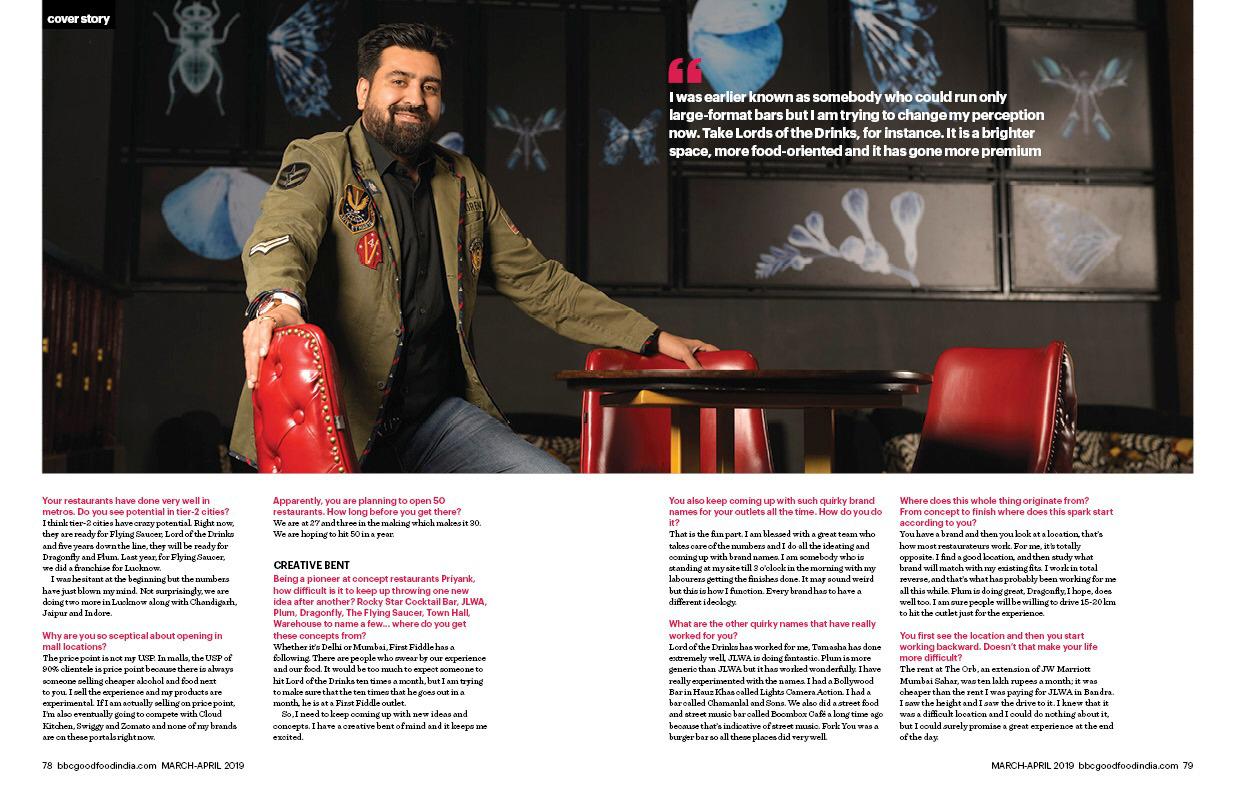 cover story
“
I was earlier known as somebody who could run only
large-format bars but I am trying to change my perception
now. Take Lords of the Drinks, for instance. It is a brighter
space, more food-oriented and it has gone more premium
Your restaurants have done very well in
metros. Do you see potential in tier-2 cities?
I think tier-2 cities have crazy potential. Right now,
they are ready for Flying Saucer, Lord of the Drinks
and five years down the line, they will be ready for
Dragonfly and Plum. Last year, for Flying Saucer,
we did a franchise for Lucknow.
I was hesitant at the beginning but the numbers
have just blown my mind. Not surprisingly, we are
doing two more in Lucknow along with Chandigarh,
Jaipur and Indore.
Why are you so sceptical about opening in
mall locations?
The price point is not my USP. In malls, the USP of
90% clientele is price point because there is always
someone selling cheaper alcohol and food next
to you. I sell the experience and my products are
experimental. If I am actually selling on price point,
I'm also eventually going to compete with Cloud
Kitchen, Swiggy and Zomato and none of my brands
are on these portals right now.
Apparently, you are planning to open 50
restaurants. How long before you get there?
We are at 27 and three in the making which makes it 30.
We are hoping to hit 50 in a year.
CREATIVE BENT
Being a pioneer at concept restaurants Priyank,
how difficult is it to keep up throwing one new
idea after another? Rocky Star Cocktail Bar, JLWA,
Plum, Dragonfly, The Flying Saucer, Town Hall,
Warehouse to name a few... where do you get
these concepts from?
Whether it's Delhi or Mumbai, First Fiddle has a
following. There are people who swear by our experience
and our food. It would be too much to expect someone to
hit Lord of the Drinks ten times a month, but I am trying
to make sure that the ten times that he goes out in a
month, he is at a First Fiddle outlet.
So, I need to keep coming up with new ideas and
concepts. I have a creative bent of mind and it keeps me
excited.
You also keep coming up with such quirky brand
names for your outlets all the time. How do you do
it?
That is the fun part. I am blessed with a great team who
takes care of the numbers and I do all the ideating and
coming up with brand names. I am somebody who is
standing at my site till 3 o'clock in the morning with my
labourers getting the finishes done. It may sound weird
but this is how I function. Every brand has to have a
different ideology.
What are the other quirky names that have really
worked for you?
Lord of the Drinks has worked for me, Tamasha has done
extremely well, JLWA is doing fantastic. Plum is more
generic than JLWA but it has worked wonderfully. I have
really experimented with the names. I had a Bollywood
Bar in Hauz Khas called Lights Camera Action. I had a
bar called Chamanlal and Sons. We also did a street food
and street music bar called Boombox Café a long time ago
because that's indicative of street music. Fork You was a
burger bar so all these places did very well.
Where does this whole thing originate from?
From concept to finish where does this spark start
according to you?
You have a brand and then you look at a location, that's
how most restaurateurs work. For me, it's totally
opposite. I find a good location, and then study what
brand will match with my existing fits. I work in total
reverse, and that's what has probably been working for me
all this while. Plum is doing great, Dragonfly, I hope, does
well too. I am sure people will be willing to drive 15-20 km
to hit the outlet just for the experience.
You first see the location and then you start
working backward. Doesn't that make your life
more difficult?
The rent at The Orb, an extension of JW Marriott
Mumbai Sahar, was ten lakh rupees a month; it was
cheaper than the rent I was paying for JLWA in Bandra.
I saw the height and I saw the drive to it. I knew that it
was a difficult location and I could do nothing about it,
but I could surely promise a great experience at the end
of the day.
78 bbcgoodfoodindia.com MARCH-APRIL 2019
MARCH-APRIL 2019 bbcgoodfoodindia.com 79